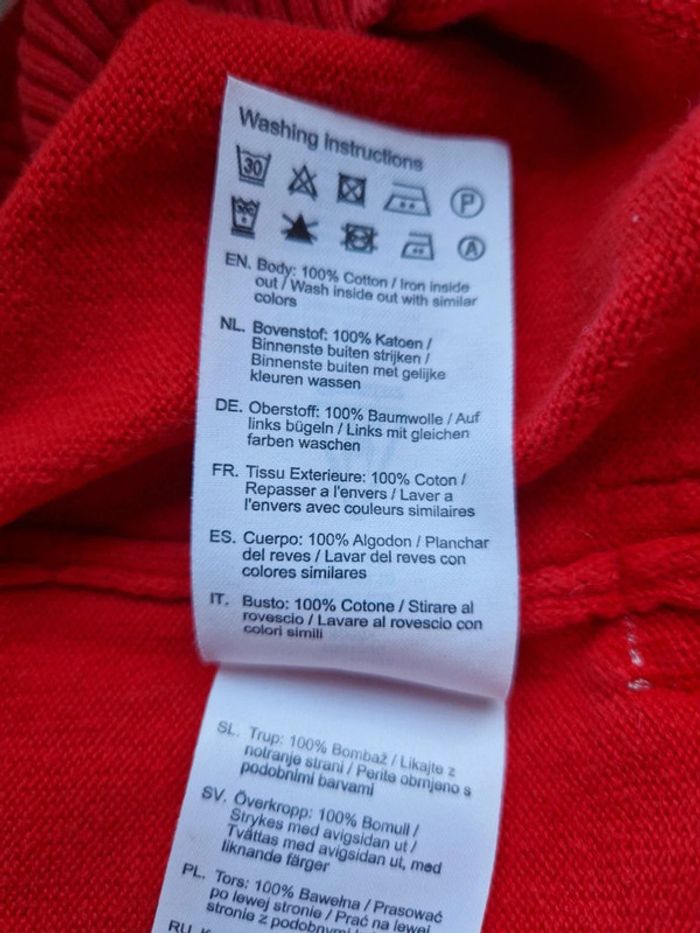 Washing instructions
30 P
A
EN. Body: 100% Cotton / Iron inside
out / Wash inside out with similar
colors
NL. Bovenstof: 100% Katoen /
Binnenste buiten strijken /
Binnenste buiten met gelijke
kleuren wassen
DE. Oberstoff: 100% Baumwolle / Auf
links bügeln / Links mit gleichen
farben waschen
FR. Tissu Exterieure: 100% Coton /
Repasser a l'envers / Laver a
l'envers avec couleurs similaires
ES. Cuerpo: 100% Algodon / Planchar
del reves / Lavar del reves con
colores similares
IT. Busto: 100% Cotone / Stirare al
rovescio / Lavare al rovescio con
colori simili
SL. Trup: 100% Bombaž / Likajte z
notranje strani / Perite obrnjeno s
podobnimi barvami
SV. Överkropp: 100% Bomull /
Strykes med avigsidan ut /
Tvättas med avigsidan ut, med
liknande färger
PL. Tors: 100% Bawełna / Prasować
po lewej stronie / Prać na lewej
stronie z podobnymi
RU.